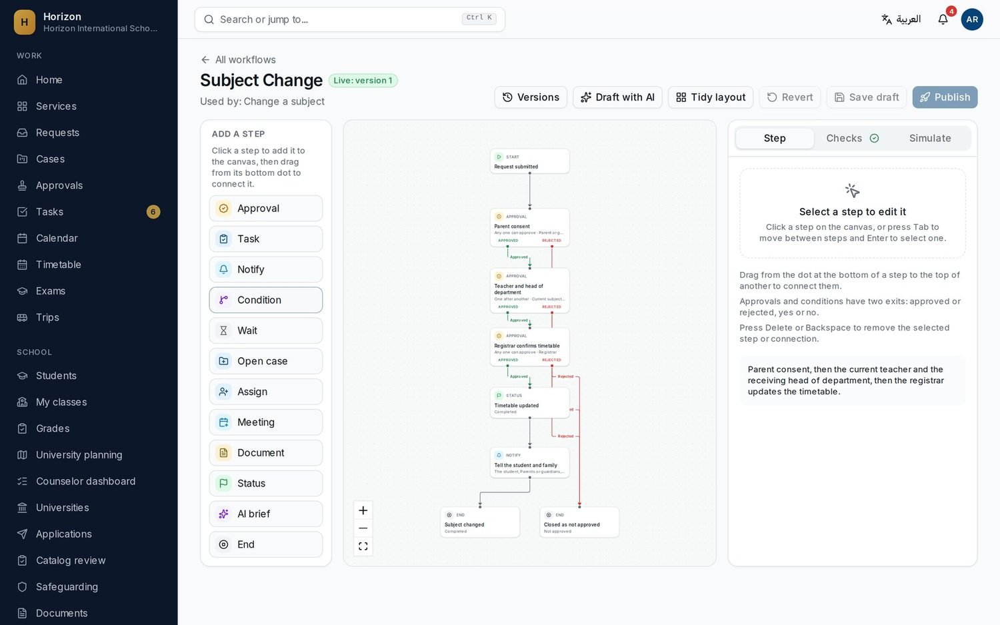 H
Horizon
Horizon International Scho...
WORK
Home
Services
Requests
Cases
Approvals
Tasks
6
Calendar
Timetable
Exams
Trips
SCHOOL
Students
My classes
Grades
University planning
Counselor dashboard
Universities
Applications
Catalog review
Safeguarding
Documents
Search or jump to...
Ctrl K
العربية
4
AR
All workflows
Subject Change
Live: version 1
Used by: Change a subject
Versions
Draft with AI
Tidy layout
Revert
Save draft
Publish
ADD A STEP
Click a step to add it to
the canvas, then drag
from its bottom dot to
connect it.
Approval
Task
Notify
Condition
Wait
Open case
Assign
Meeting
Document
Status
AI brief
End
START
Request submitted
APPROVAL
Parent consent
Any one can approve · Parent or g...
APPROVED
REJECTED
Approved
APPROVAL
Teacher and head of
department
One after another · Current subject...
APPROVED
REJECTED
Approved
APPROVAL
Registrar confirms timetable
Any one can approve · Registrar
APPROVED
REJECTED
Approved
Rejected
STATUS
Timetable updated
Completed
ed
Rejected
NOTIFY
Tell the student and family
The student, Parents or guardians,...
END
Subject changed
Completed
END
Closed as not approved
Not approved
Step
Checks
Simulate
Select a step to edit it
Click a step on the canvas, or press Tab to
move between steps and Enter to select one.
Drag from the dot at the bottom of a step to the top of
another to connect them.
Approvals and conditions have two exits: approved or
rejected, yes or no.
Press Delete or Backspace to remove the selected
step or connection.
Parent consent, then the current teacher and the
receiving head of department, then the registrar
updates the timetable.